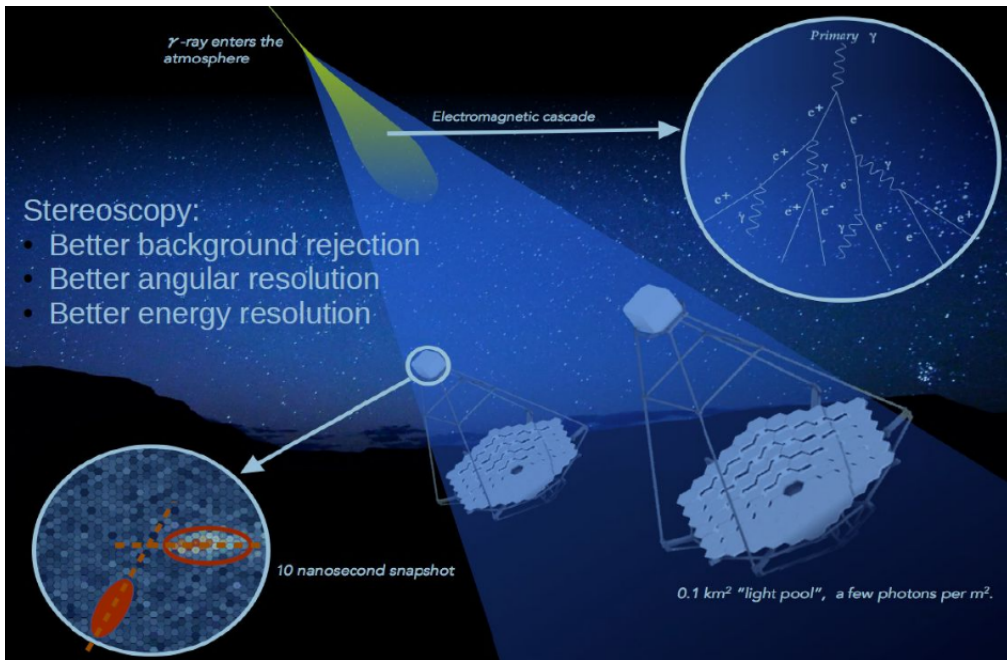 γ-ray enters the
atmosphere
Electromagnetic cascade
Primary γ
e⁺
e⁻
e⁺
γ
e⁻
γ
e⁺
γ
e⁺
e⁻
γ
e⁻
e⁻
e⁺
Stereoscopy:
• Better background rejection
• Better angular resolution
• Better energy resolution
10 nanosecond snapshot
0.1 km² "light pool", a few photons per m².